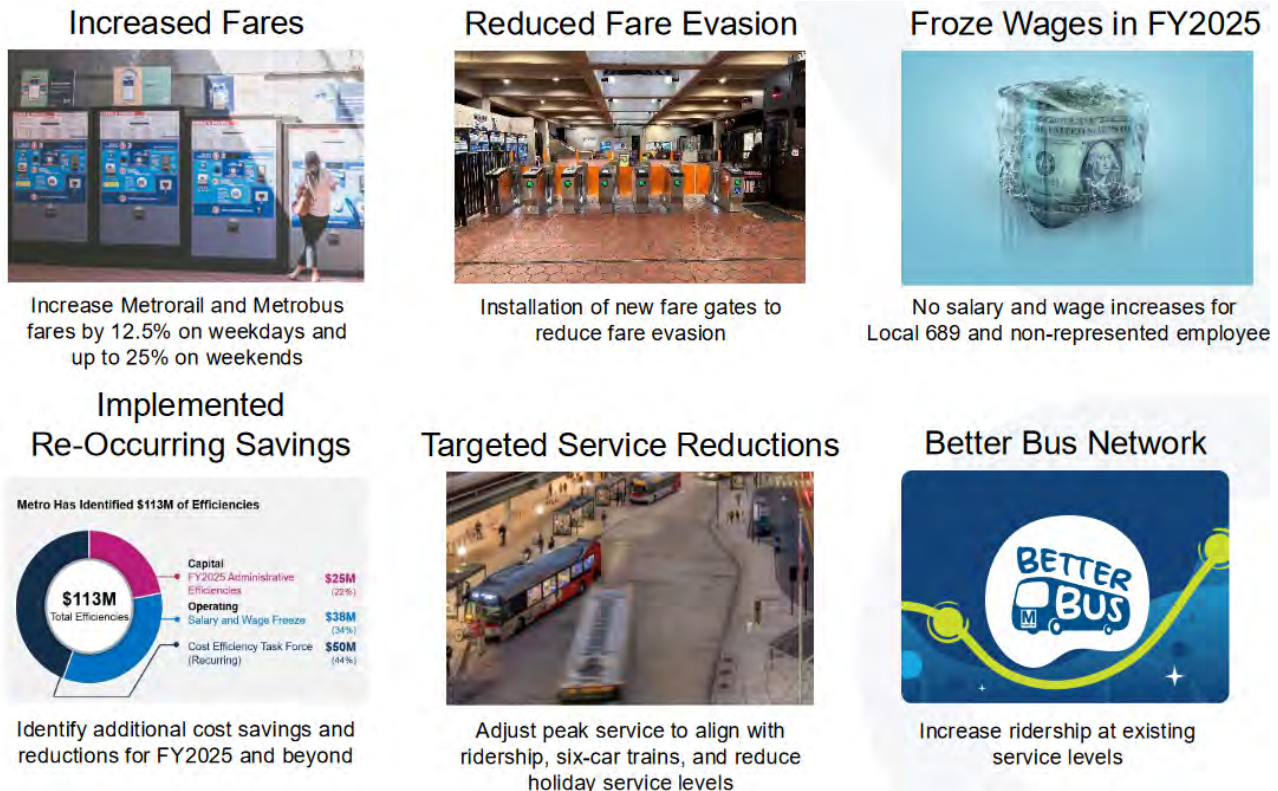 Increased Fares
Increase Metrorail and Metrobus
fares by 12.5% on weekdays and
up to 25% on weekends
Reduced Fare Evasion
Installation of new fare gates to
reduce fare evasion
Froze Wages in FY2025
No salary and wage increases for
Local 689 and non-represented employee
Implemented
Re-Occurring Savings
Metro Has Identified $113M of Efficiencies
$113M
Total Efficiencies
Capital
FY2025 Administrative
Efficiencies
$25M
(22%)
Operating
Salary and Wage Freeze
$38M
(34%)
Cost Efficiency Task Force
(Recurring)
$50M
(44%)
Identify additional cost savings and
reductions for FY2025 and beyond
Targeted Service Reductions
Adjust peak service to align with
ridership, six-car trains, and reduce
holiday service levels
Better Bus Network
BETTER
BUS
M
Increase ridership at existing
service levels